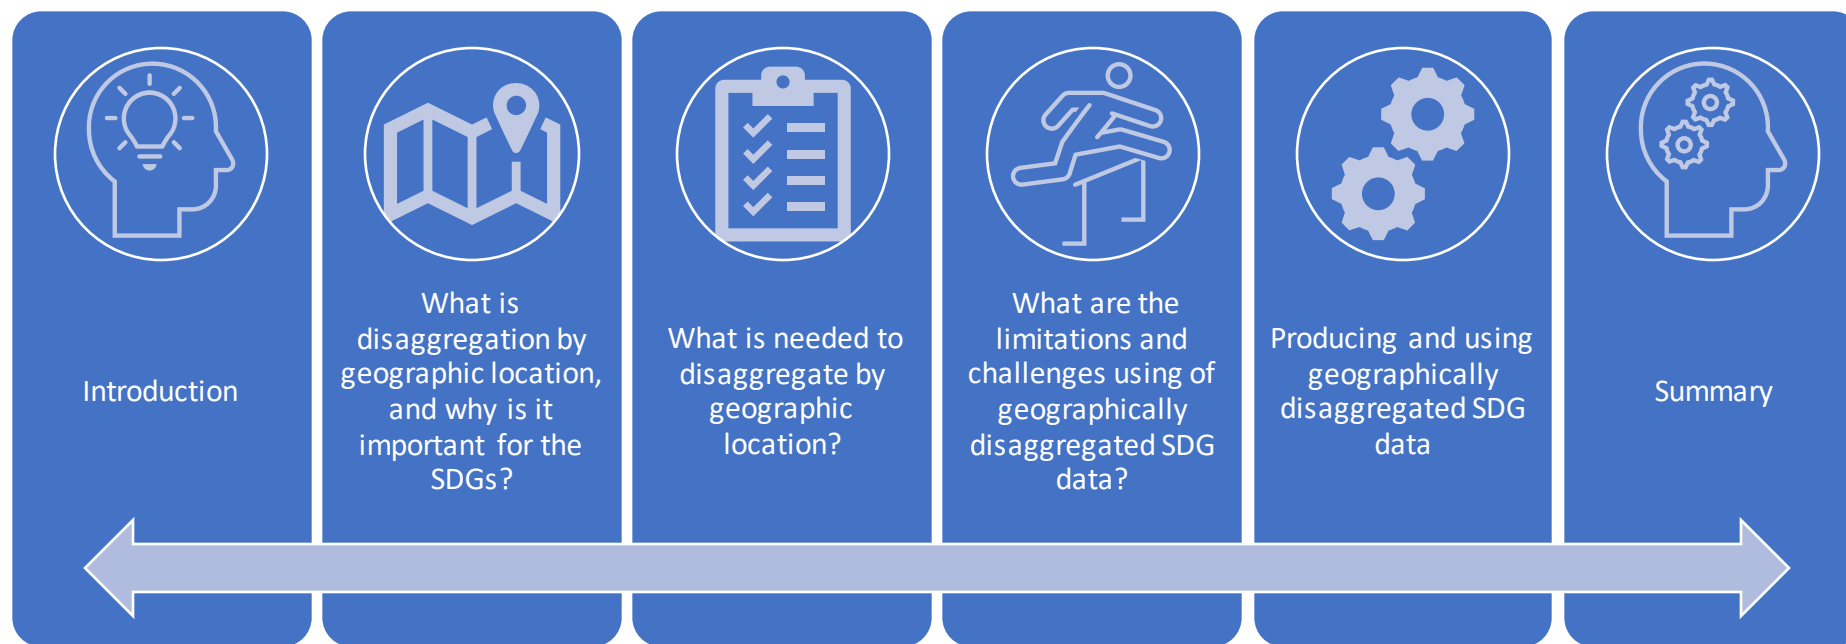 Introduction
What is
disaggregation by
geographic location,
and why is it
important for the
SDGs?
What is needed to
disaggregate by
geographic
location?
What are the
limitations and
challenges using of
geographically
disaggregated SDG
data?
Producing and using
geographically
disaggregated SDG
data
Summary